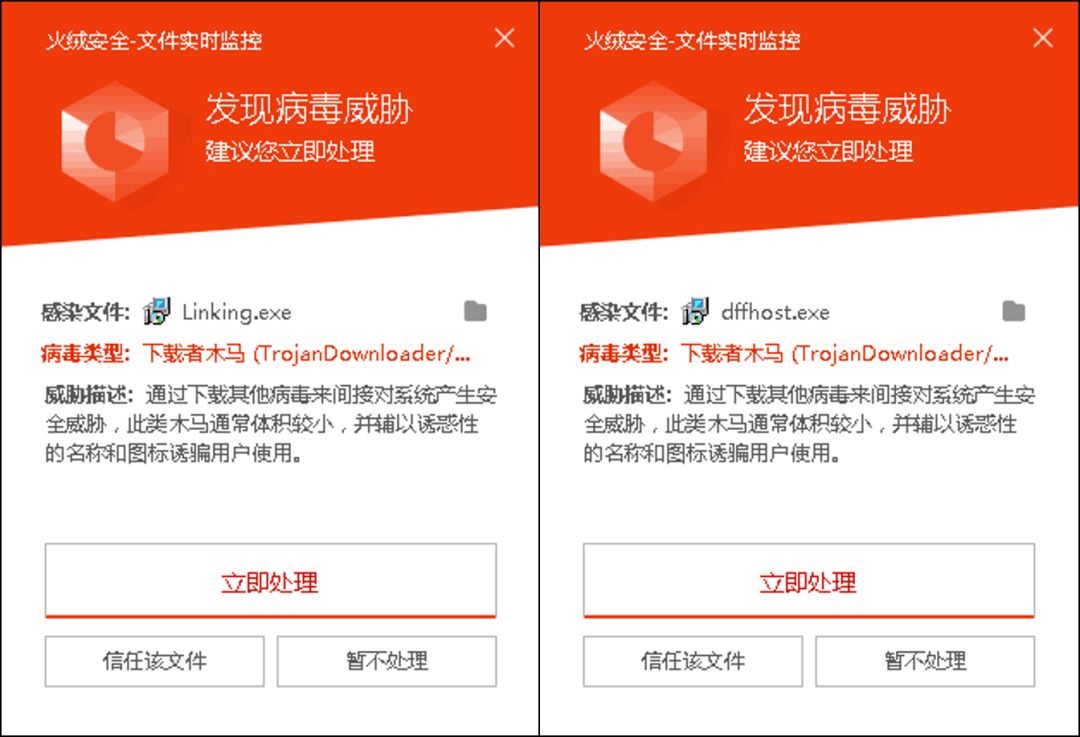 火绒安全-文件实时监控
发现病毒威胁
建议您立即处理
感染文件: Linking.exe
病毒类型: 下载者木马 (TrojanDownloader/...
威胁描述: 通过下载其他病毒来间接对系统产生安
全威胁，此类木马通常体积较小，并辅以诱惑性
的名称和图标诱骗用户使用。
立即处理
信任该文件
暂不处理
火绒安全-文件实时监控
发现病毒威胁
建议您立即处理
感染文件: dffhost.exe
病毒类型: 下载者木马 (TrojanDownloader/...
威胁描述: 通过下载其他病毒来间接对系统产生安
全威胁，此类木马通常体积较小，并辅以诱惑性
的名称和图标诱骗用户使用。
立即处理
信任该文件
暂不处理